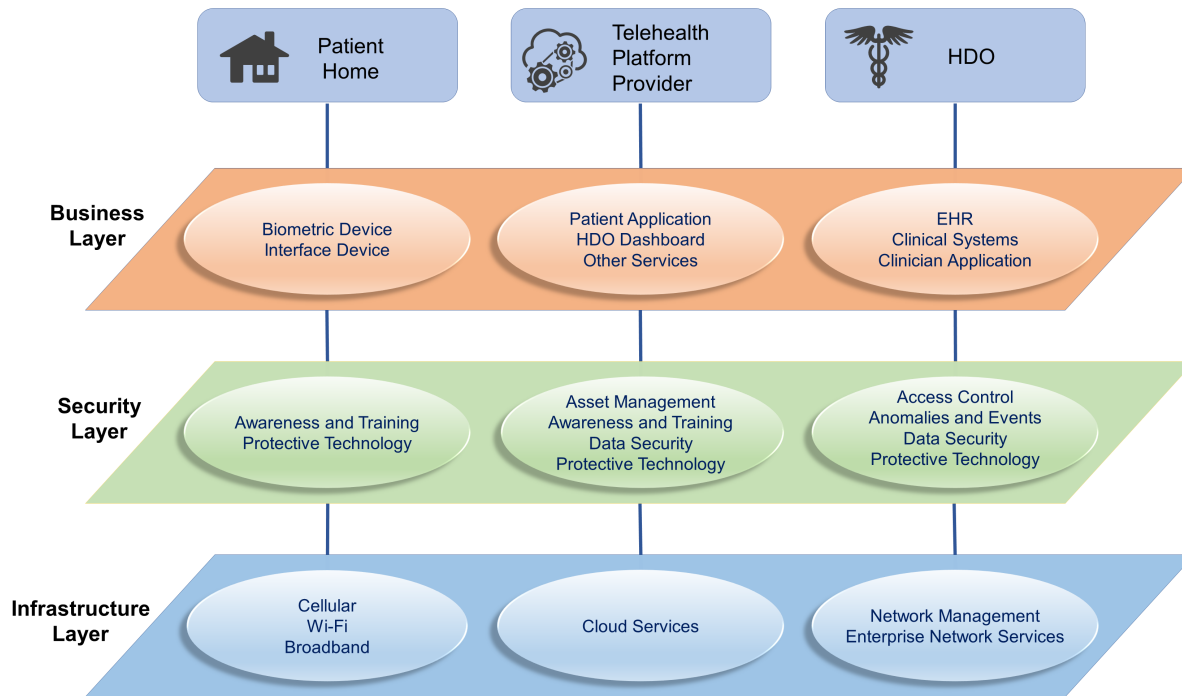 Patient
Home
Telehealth
Platform
Provider
HDO
Business
Layer
Biometric Device
Interface Device
Patient Application
HDO Dashboard
Other Services
EHR
Clinical Systems
Clinician Application
Security
Layer
Awareness and Training
Protective Technology
Asset Management
Awareness and Training
Data Security
Protective Technology
Access Control
Anomalies and Events
Data Security
Protective Technology
Infrastructure
Layer
Cellular
Wi-Fi
Broadband
Cloud Services
Network Management
Enterprise Network Services